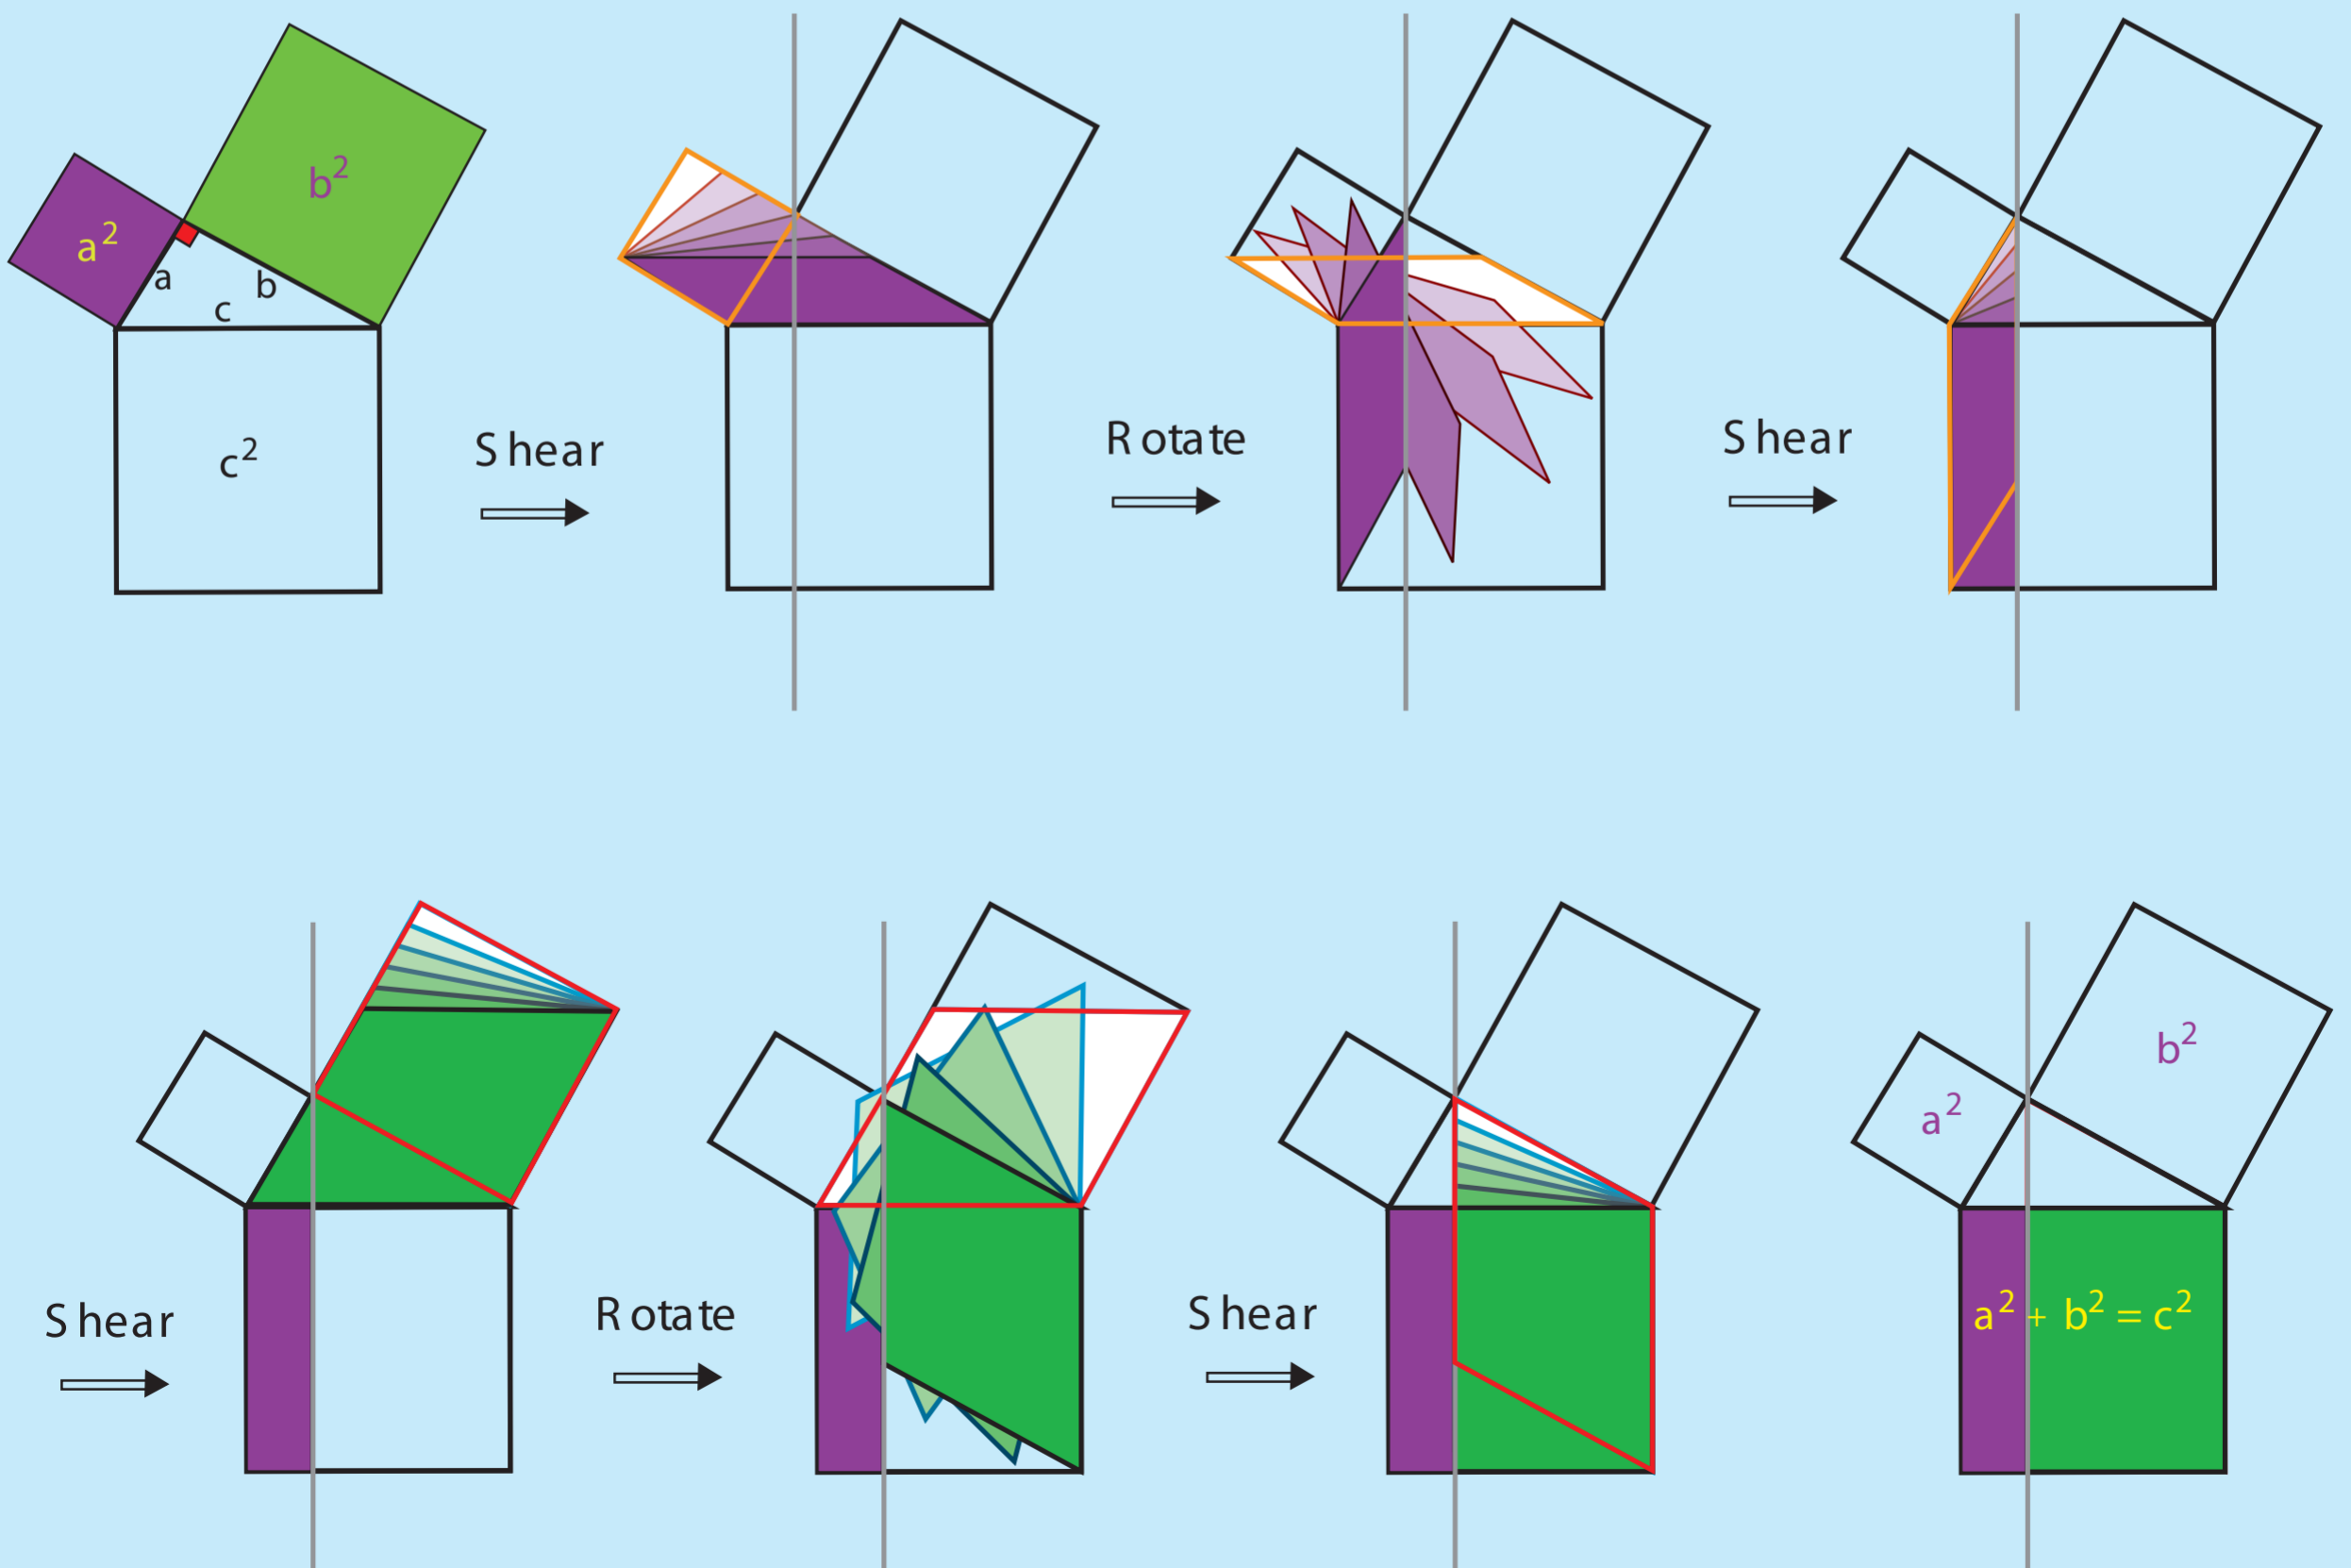 b²
a²
a
b
c
c²
Shear
Rotate
Shear
b²
a²
Shear
Rotate
Shear
a² + b² = c²